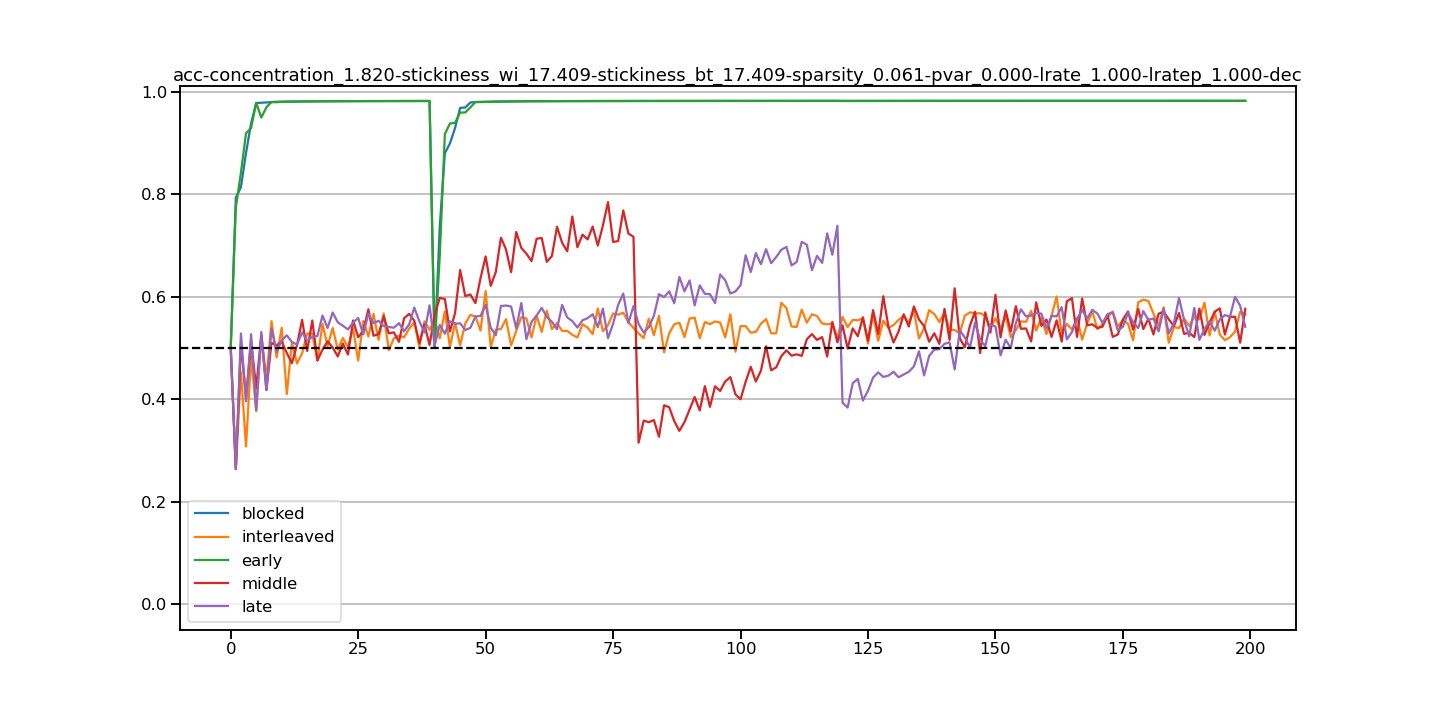 acc-concentration_1.820-stickiness_wi_17.409-stickiness_bt_17.409-sparsity_0.061-pvar_0.000-lrate_1.000-lratep_1.000-dec
1.0
0.8
0.6
0.4
0.2
0.0
blocked
interleaved
early
middle
late
0 25 50 75 100 125 150 175 200